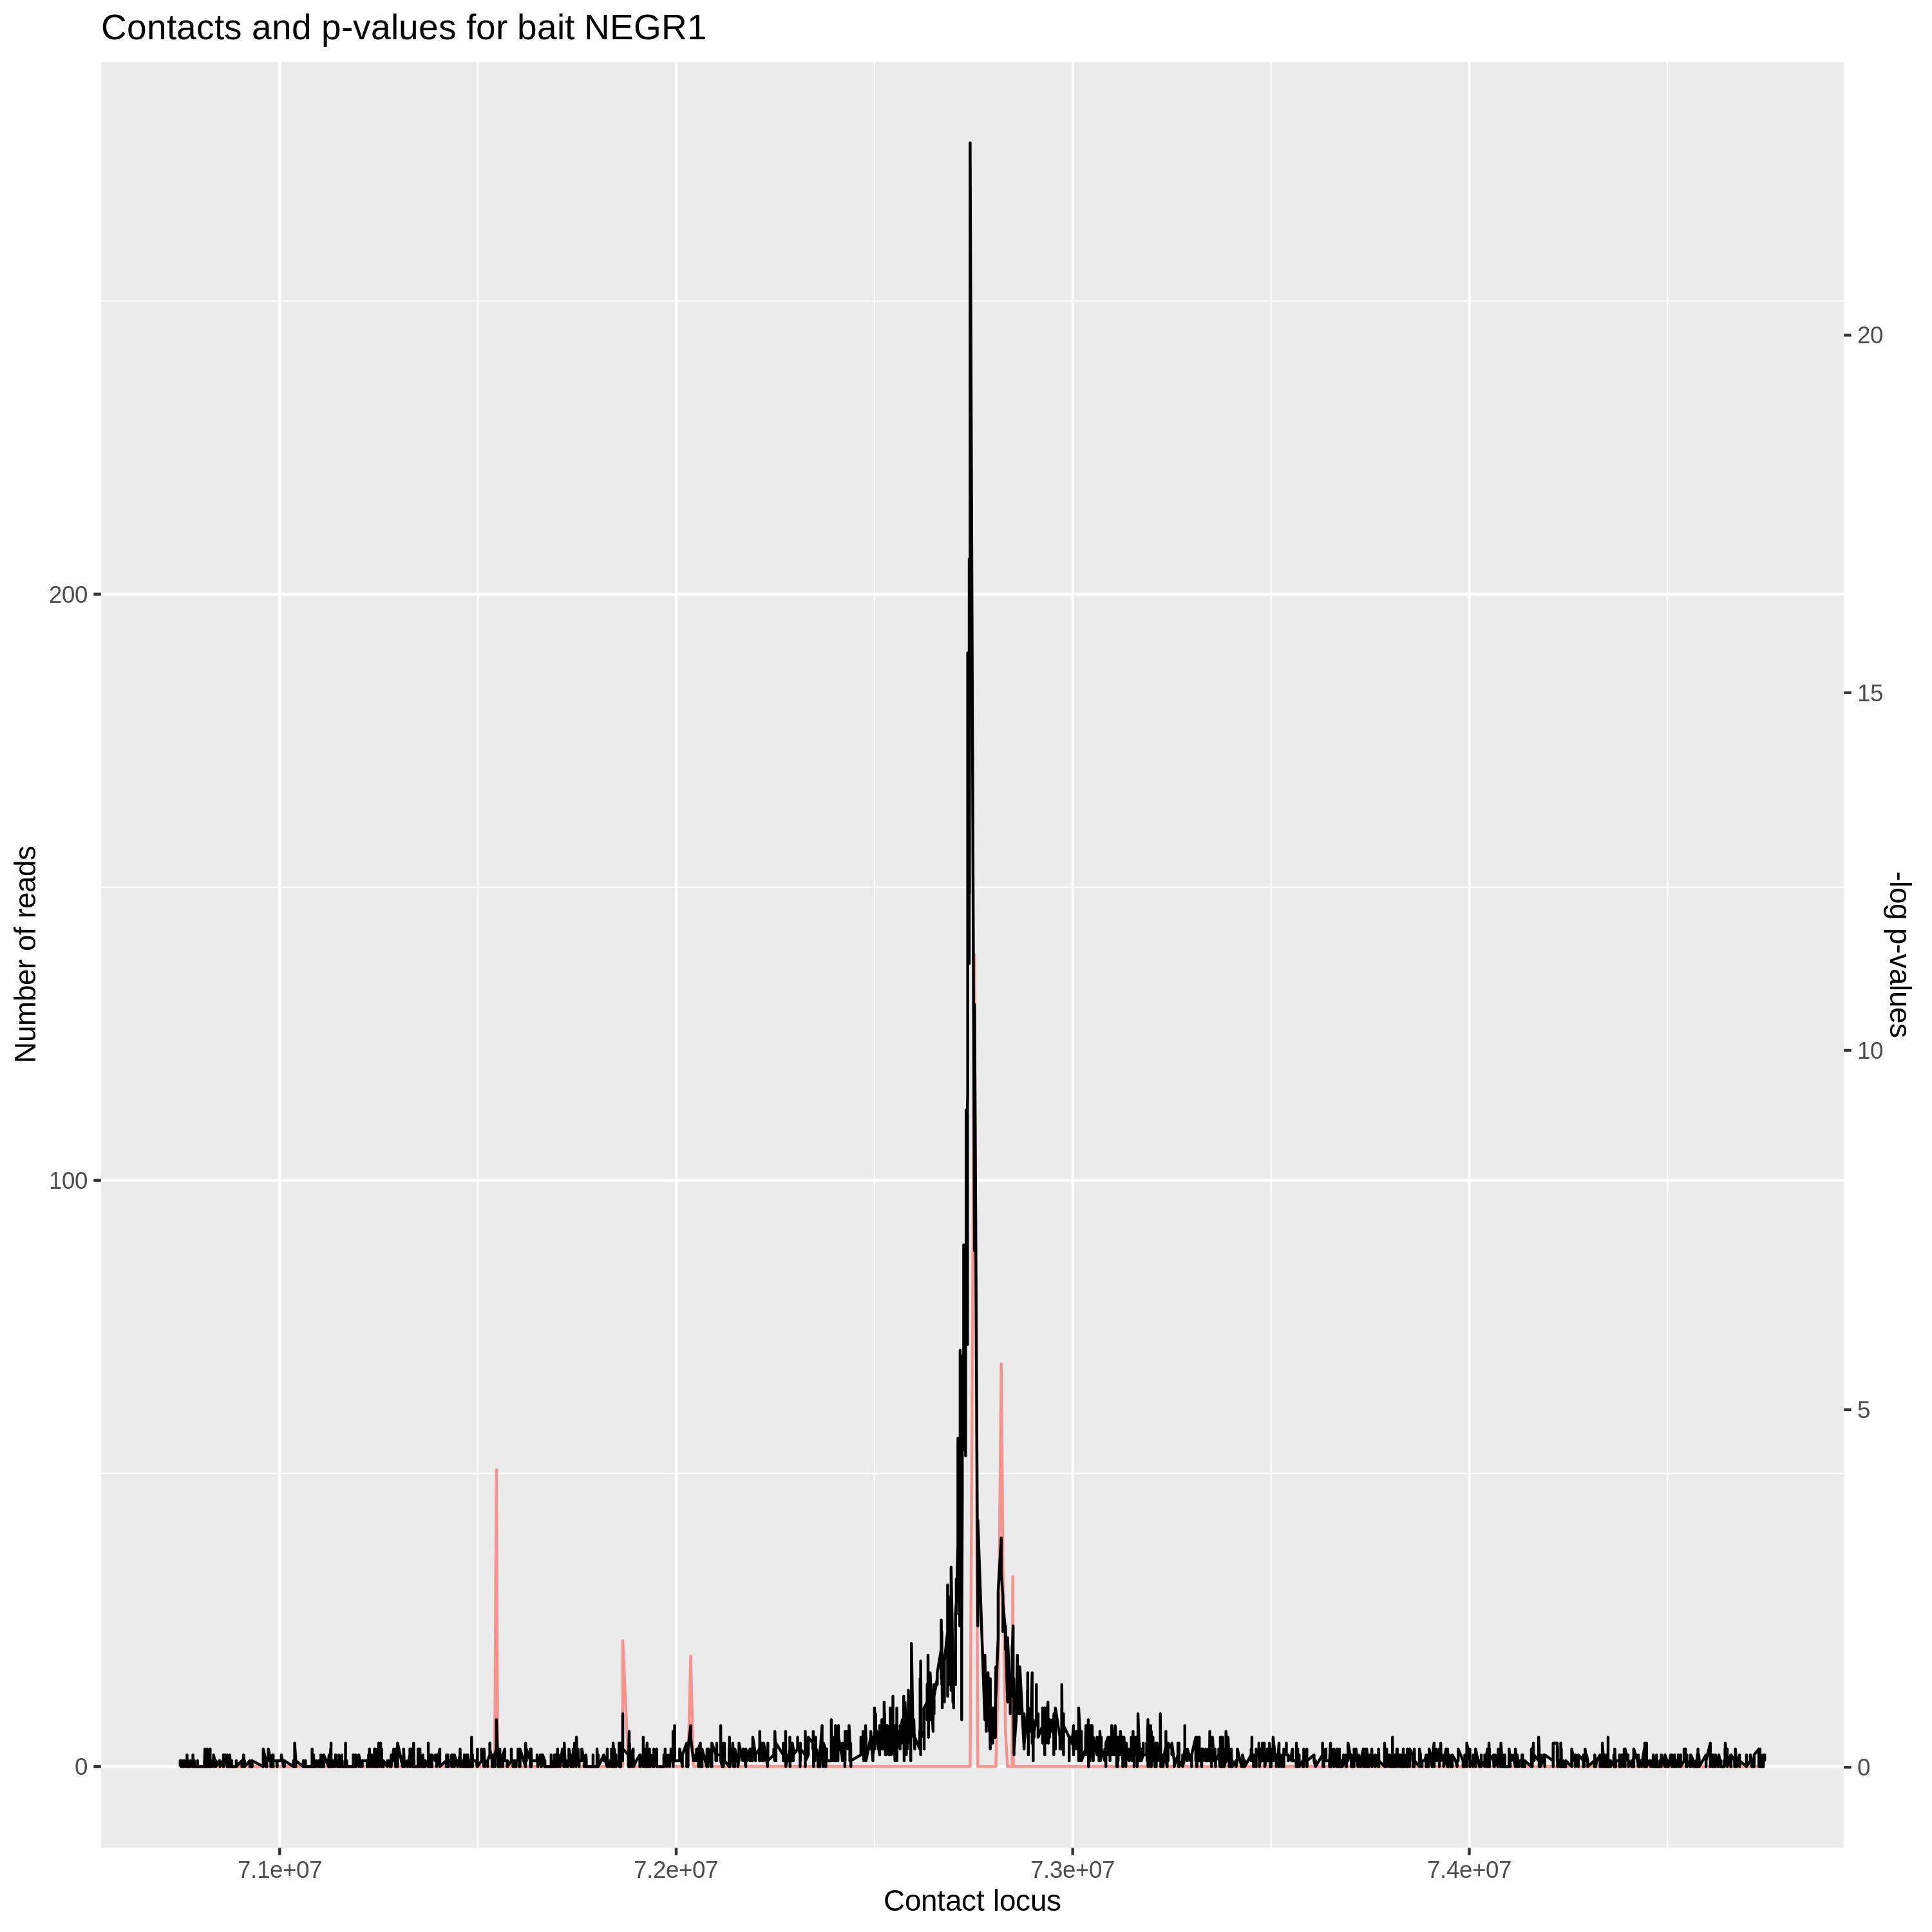 Contacts and p-values for bait NEGR1
Number of reads
200
100
0
20
15
10
5
0
-log p-values
7.1e+07
7.2e+07
7.3e+07
7.4e+07
Contact locus